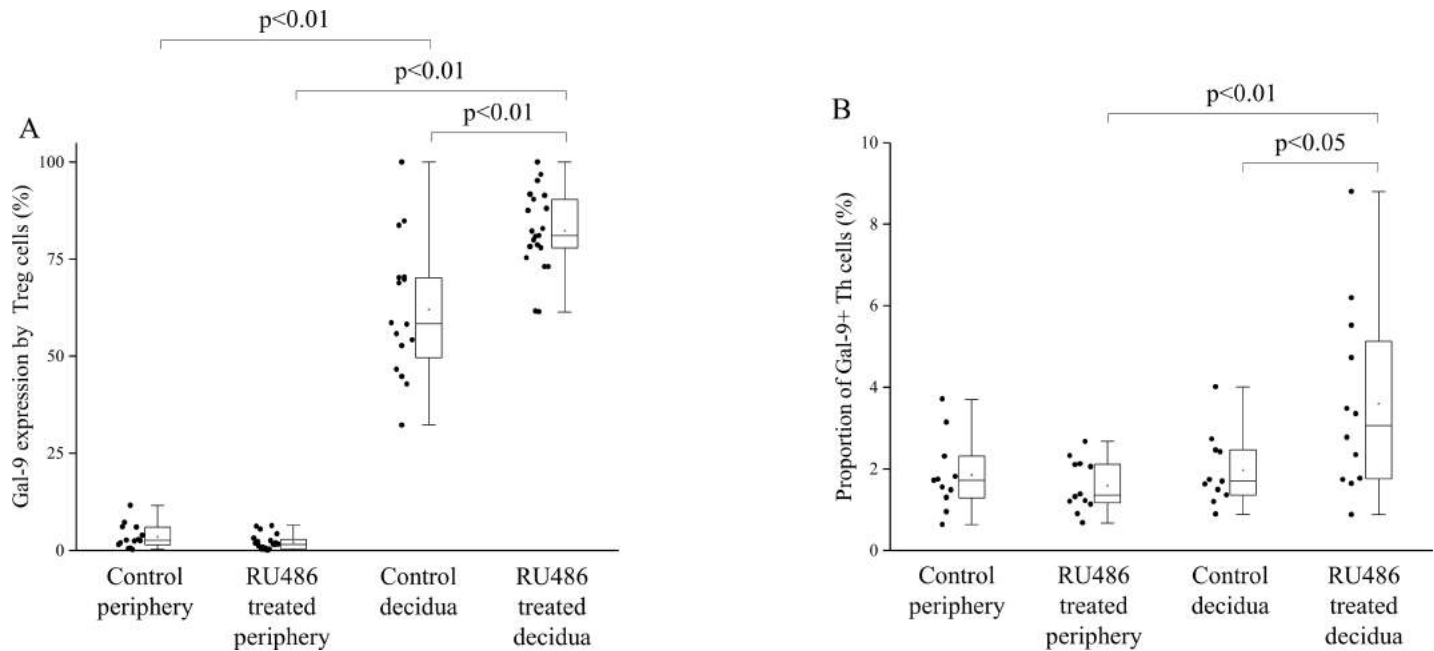 p<0.01
p<0.01
p<0.01
A
Gal-9 expression by Treg cells (%)
100
75
50
25
0
Control
periphery
RU486
treated
periphery
Control
decidua
RU486
treated
decidua
p<0.01
p<0.05
B
Proportion of Gal-9+ Th cells (%)
10
8
6
4
2
0
Control
periphery
RU486
treated
periphery
Control
decidua
RU486
treated
decidua